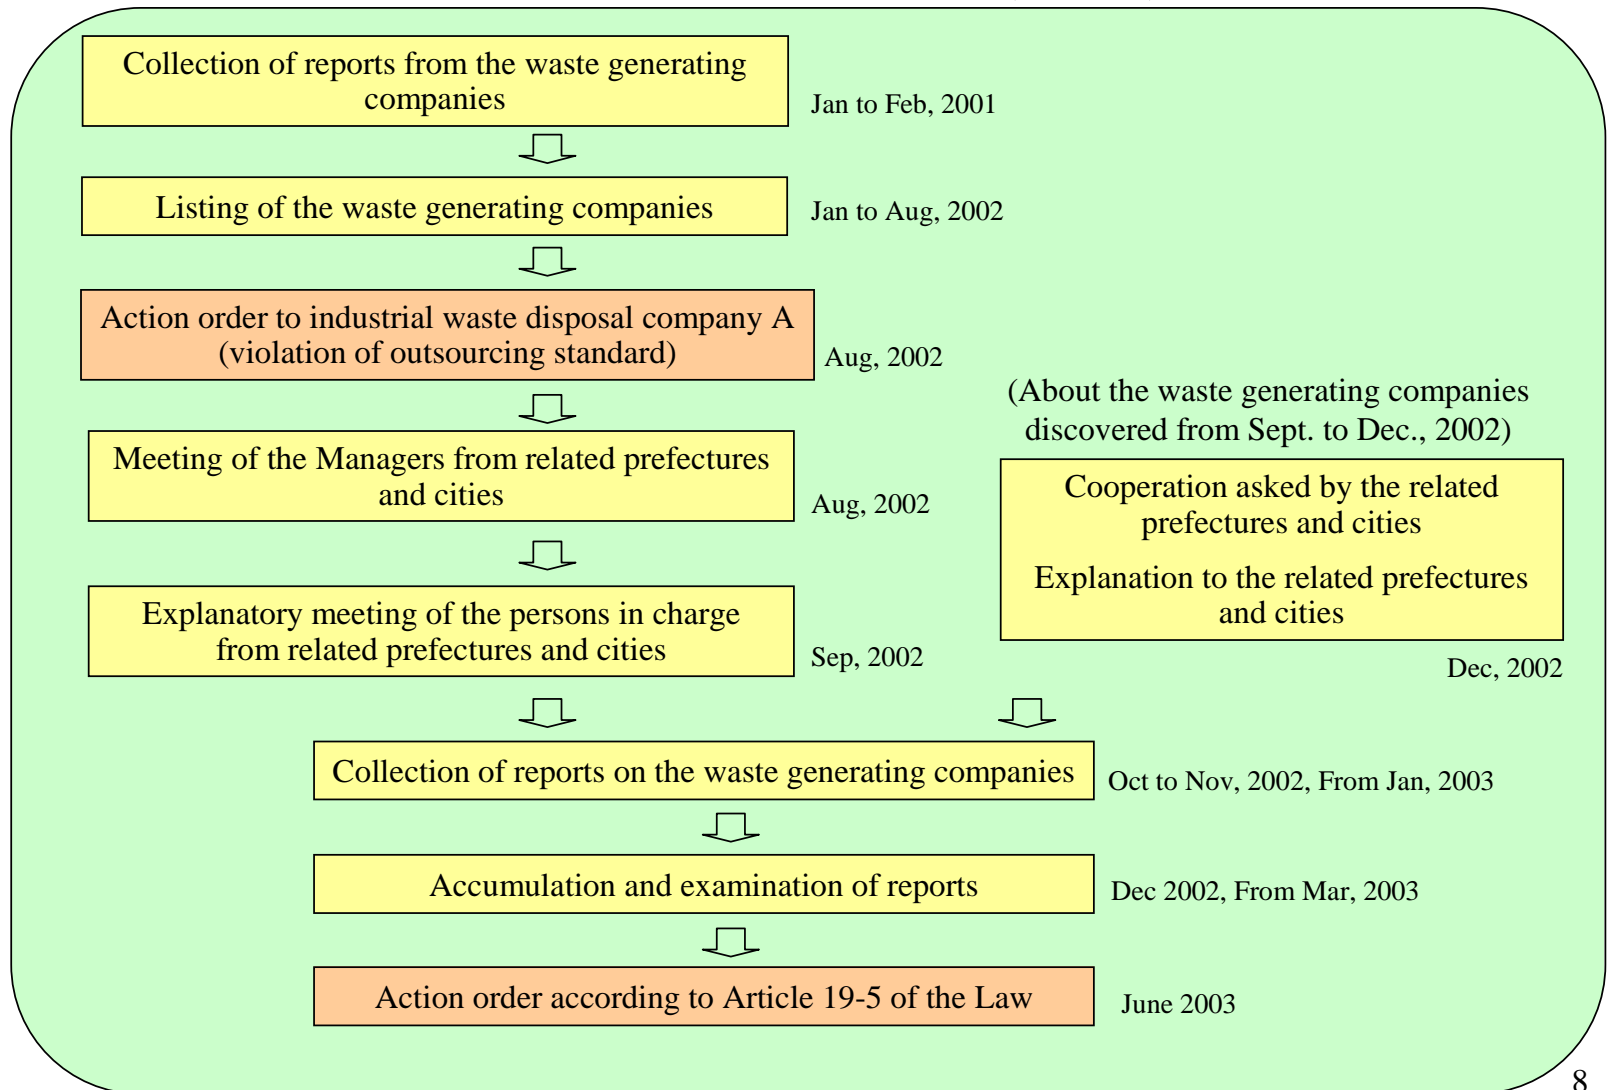 Collection of reports from the waste generating
companies
Jan to Feb, 2001
Listing of the waste generating companies
Jan to Aug, 2002
Action order to industrial waste disposal company A
(violation of outsourcing standard)
Aug, 2002
Meeting of the Managers from related prefectures
and cities
Aug, 2002
Explanatory meeting of the persons in charge
from related prefectures and cities
Sep, 2002
(About the waste generating companies
discovered from Sept. to Dec., 2002)
Cooperation asked by the related
prefectures and cities
Explanation to the related prefectures
and cities
Dec, 2002
Collection of reports on the waste generating companies
Oct to Nov, 2002, From Jan, 2003
Accumulation and examination of reports
Dec 2002, From Mar, 2003
Action order according to Article 19-5 of the Law
June 2003
8